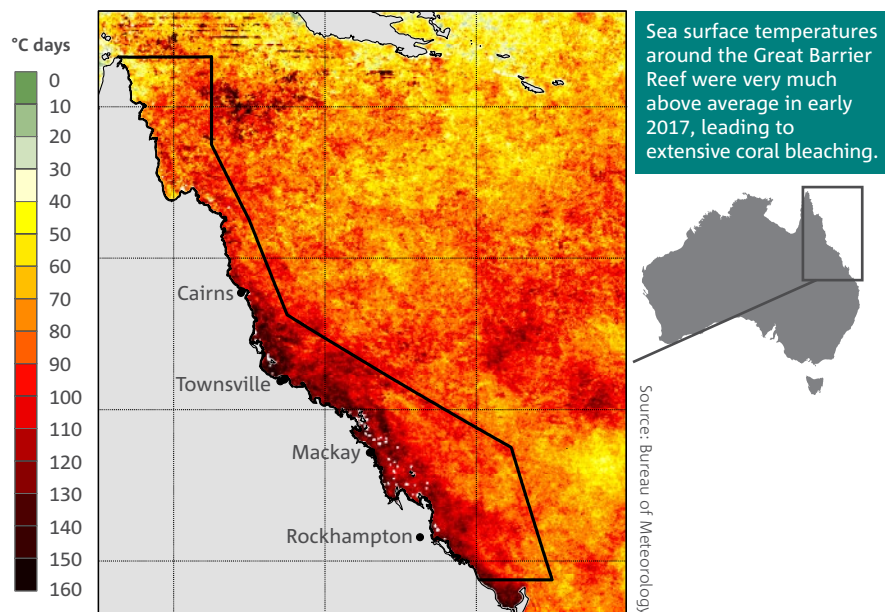 °C days
0
10
20
30
40
50
60
70
80
90
100
110
120
130
140
150
160
Cairns
Townsville
Mackay
Rockhampton
Sea surface temperatures
around the Great Barrier
Reef were very much
above average in early
2017, leading to
extensive coral bleaching.
Source: Bureau of Meteorology